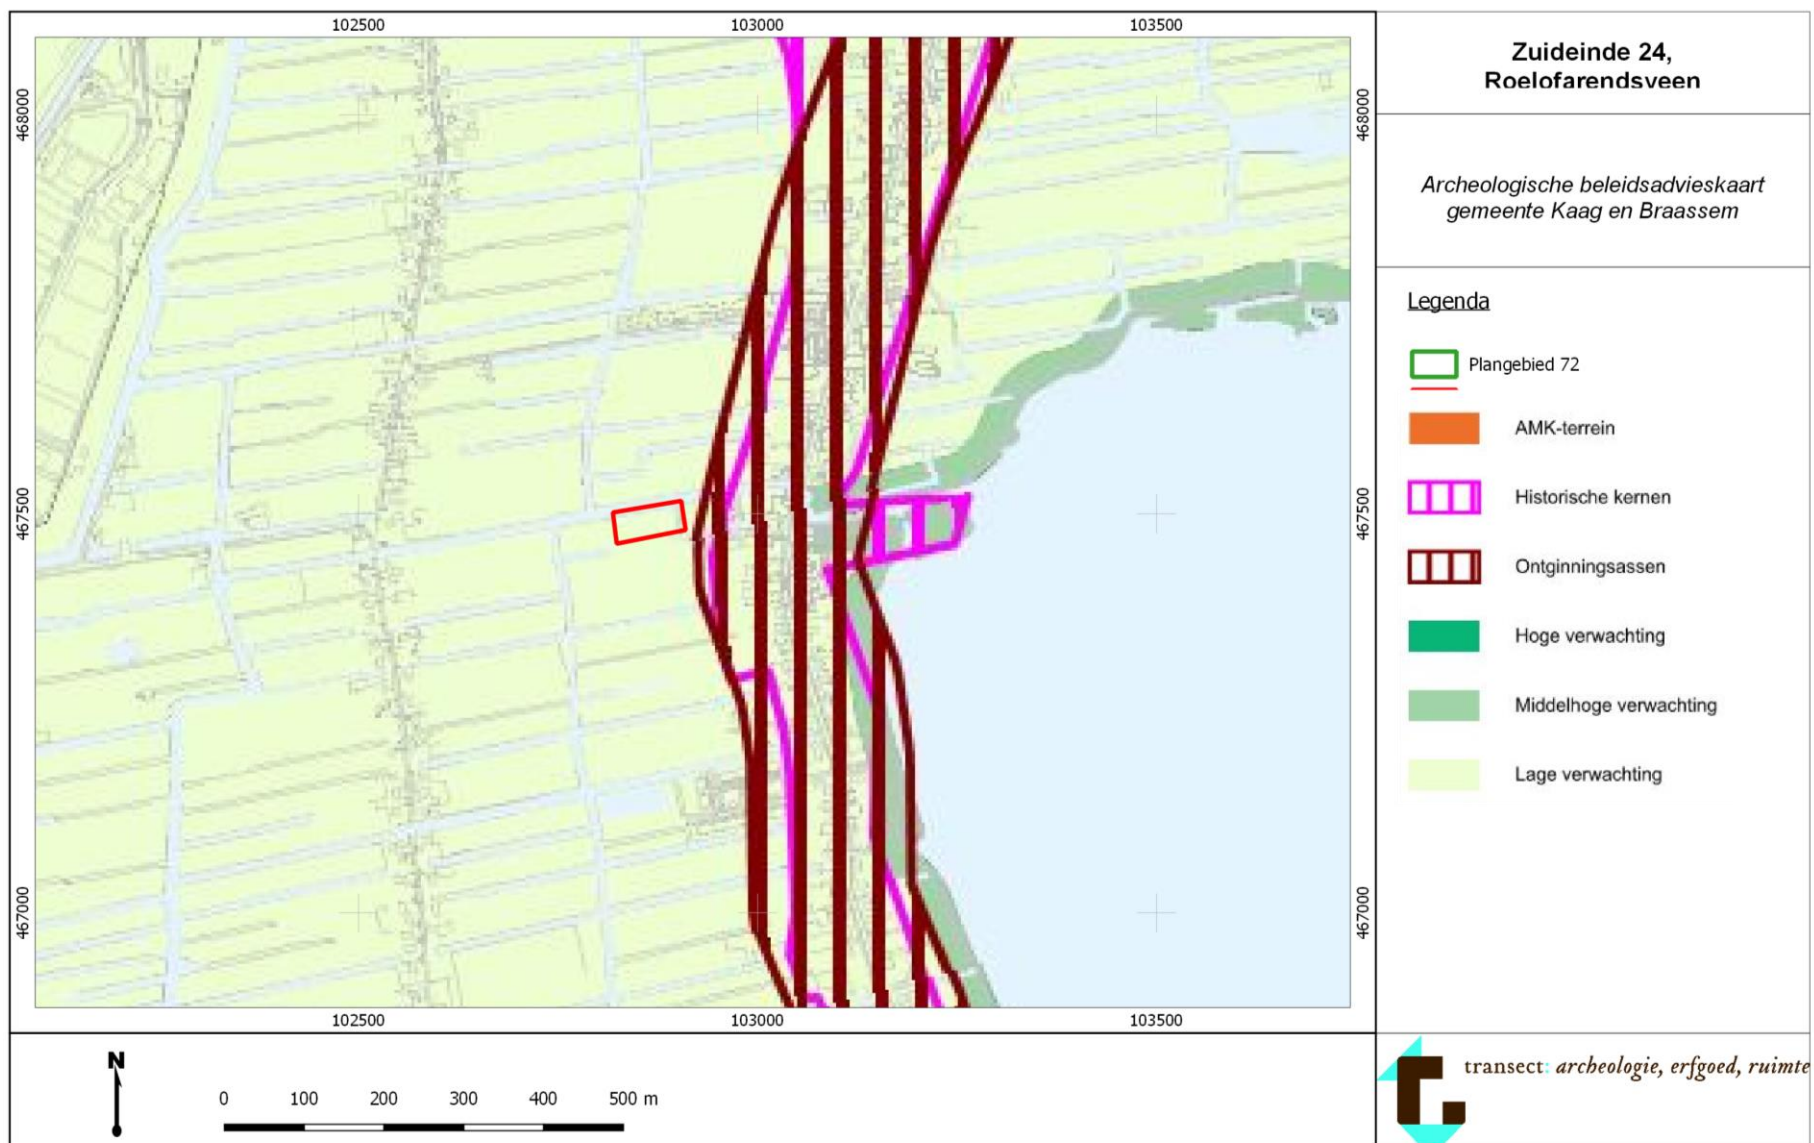 102500
103000
103500
468000
468000
467500
467500
467000
467000
102500
103000
103500
N
0 100 200 300 400 500 m
Zuideinde 24,
Roelofarendsveen
Archeologische beleidsadvieskaart
gemeente Kaag en Braassem
Legenda
Plangebied 72
AMK-terrein
Historische kernen
Ontginningsassen
Hoge verwachting
Middelhoge verwachting
Lage verwachting
transect: archeologie, erfgoed, ruimte